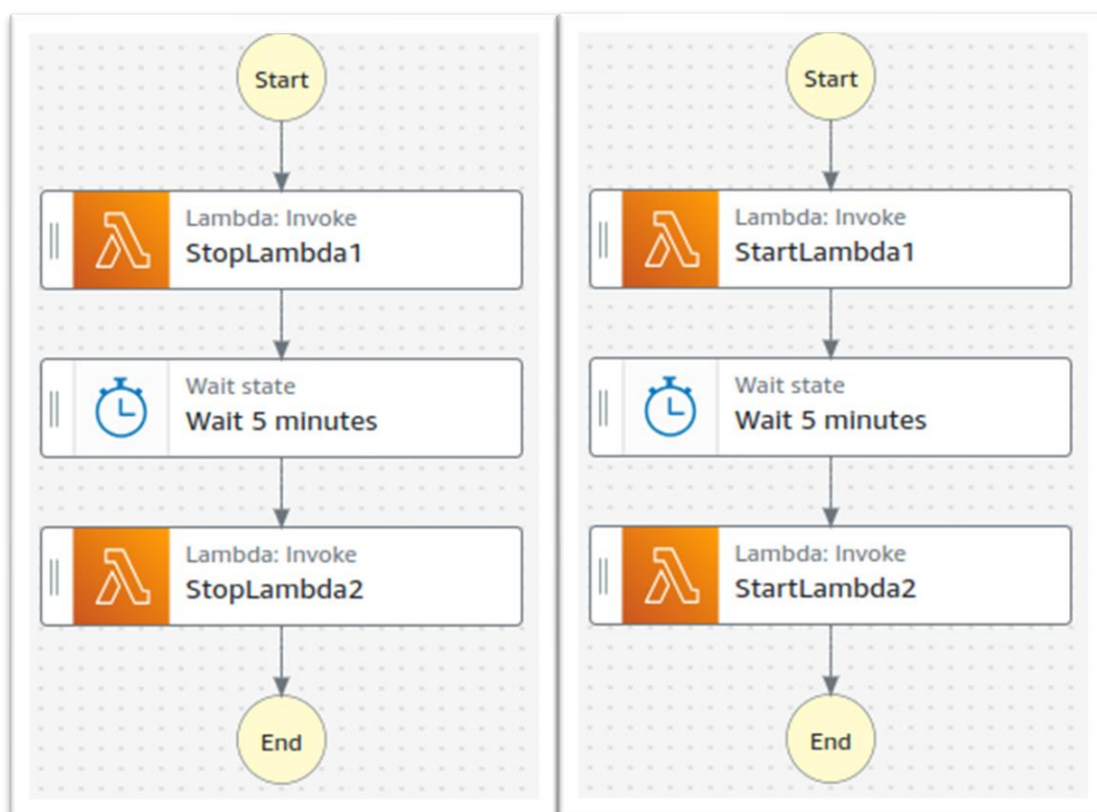 Start
Lambda: Invoke
StopLambda1
Wait state
Wait 5 minutes
Lambda: Invoke
StopLambda2
End
Start
Lambda: Invoke
StartLambda1
Wait state
Wait 5 minutes
Lambda: Invoke
StartLambda2
End